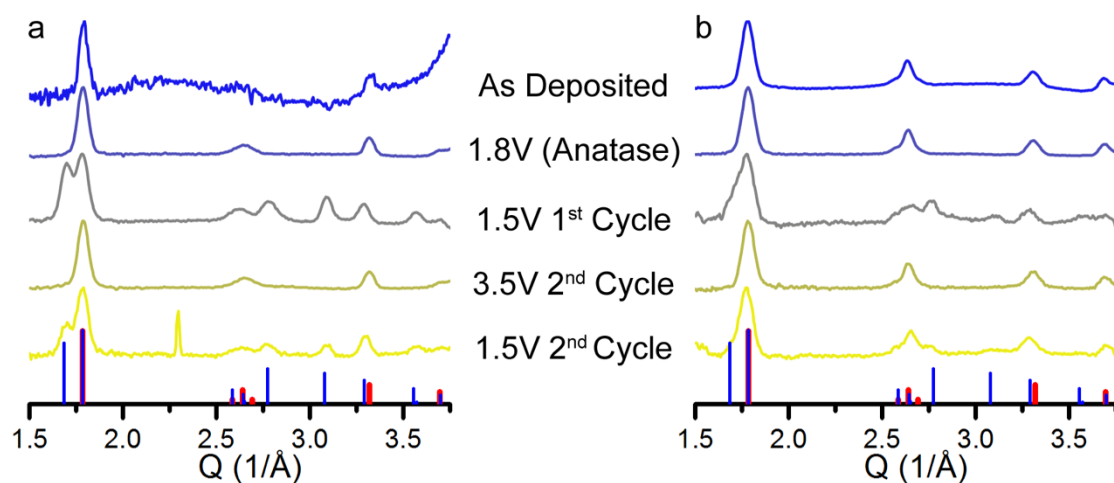 a
b
As Deposited
1.8V (Anatase)
1.5V 1st Cycle
3.5V 2nd Cycle
1.5V 2nd Cycle
1.5 2.0 2.5 3.0 3.5
1.5 2.0 2.5 3.0 3.5
Q (1/Å)
Q (1/Å)